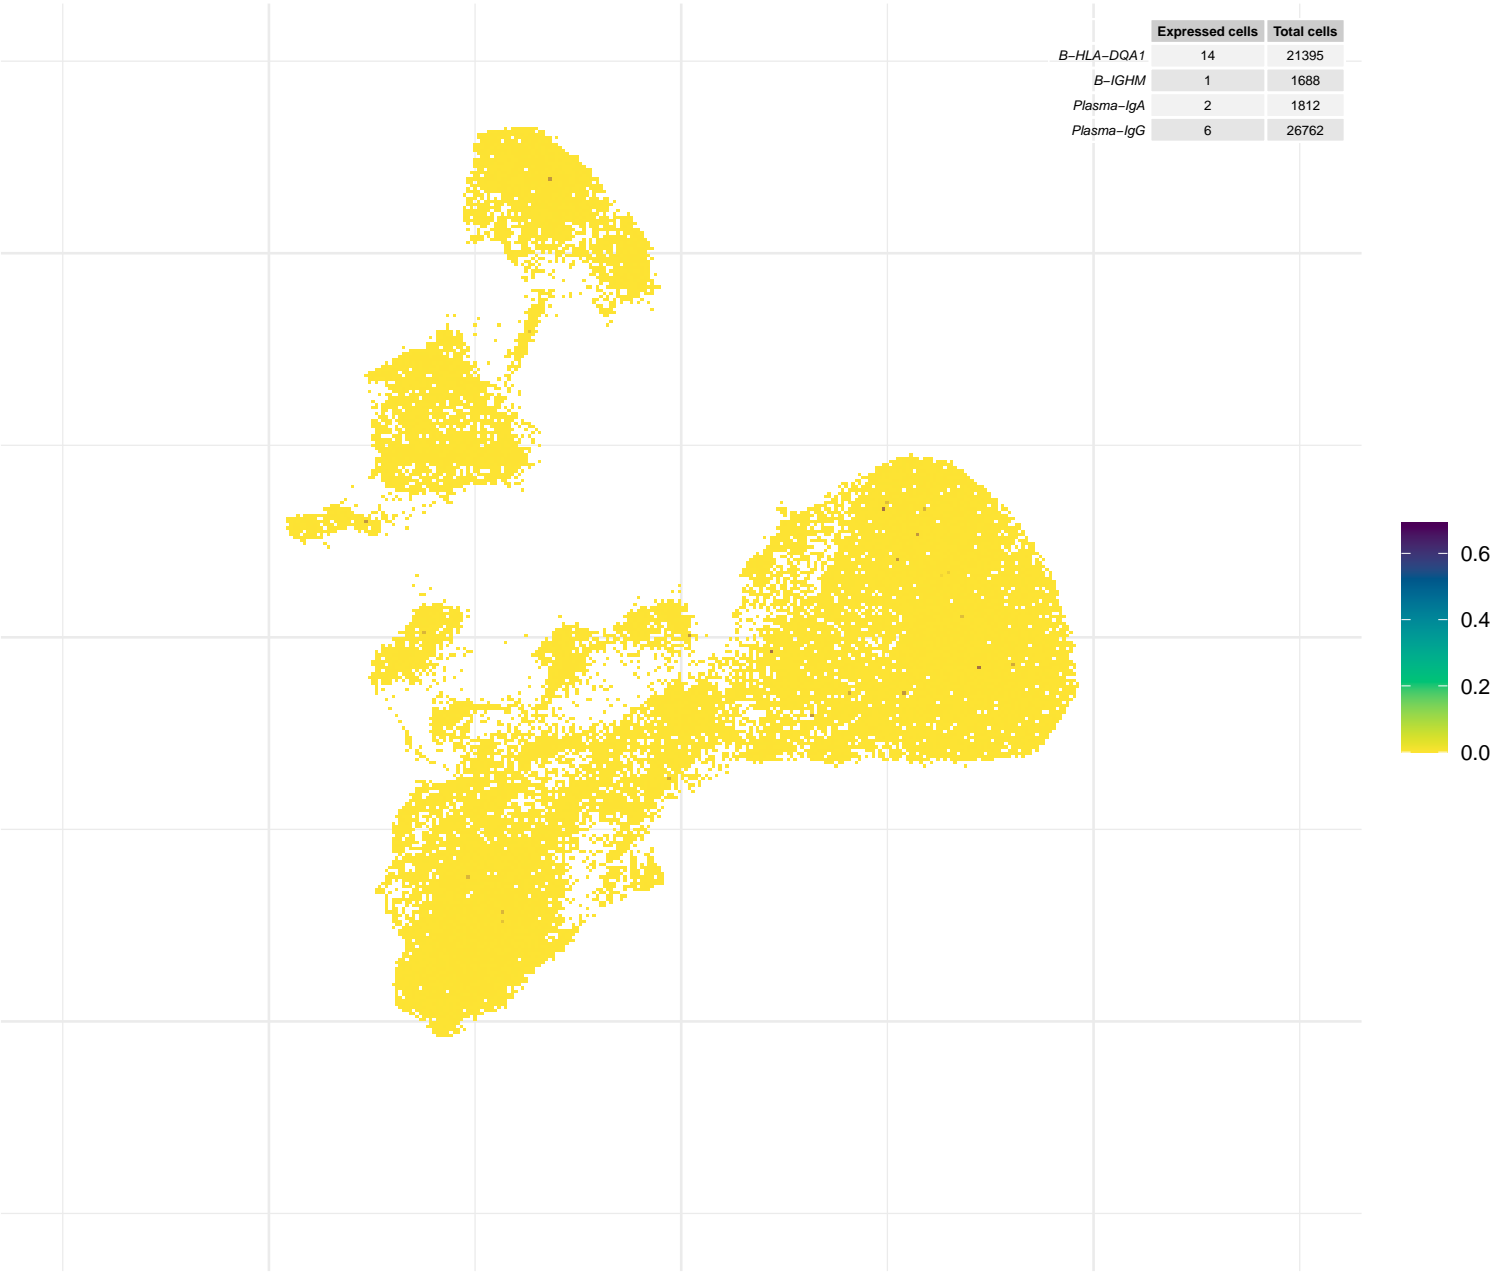 Expressed cells Total cells
B−HLA−DQA1 14 21395
B−IGHM 1 1688
Plasma−IgA 2 1812
Plasma−IgG 6 26762
0.6
0.4
0.2
0.0